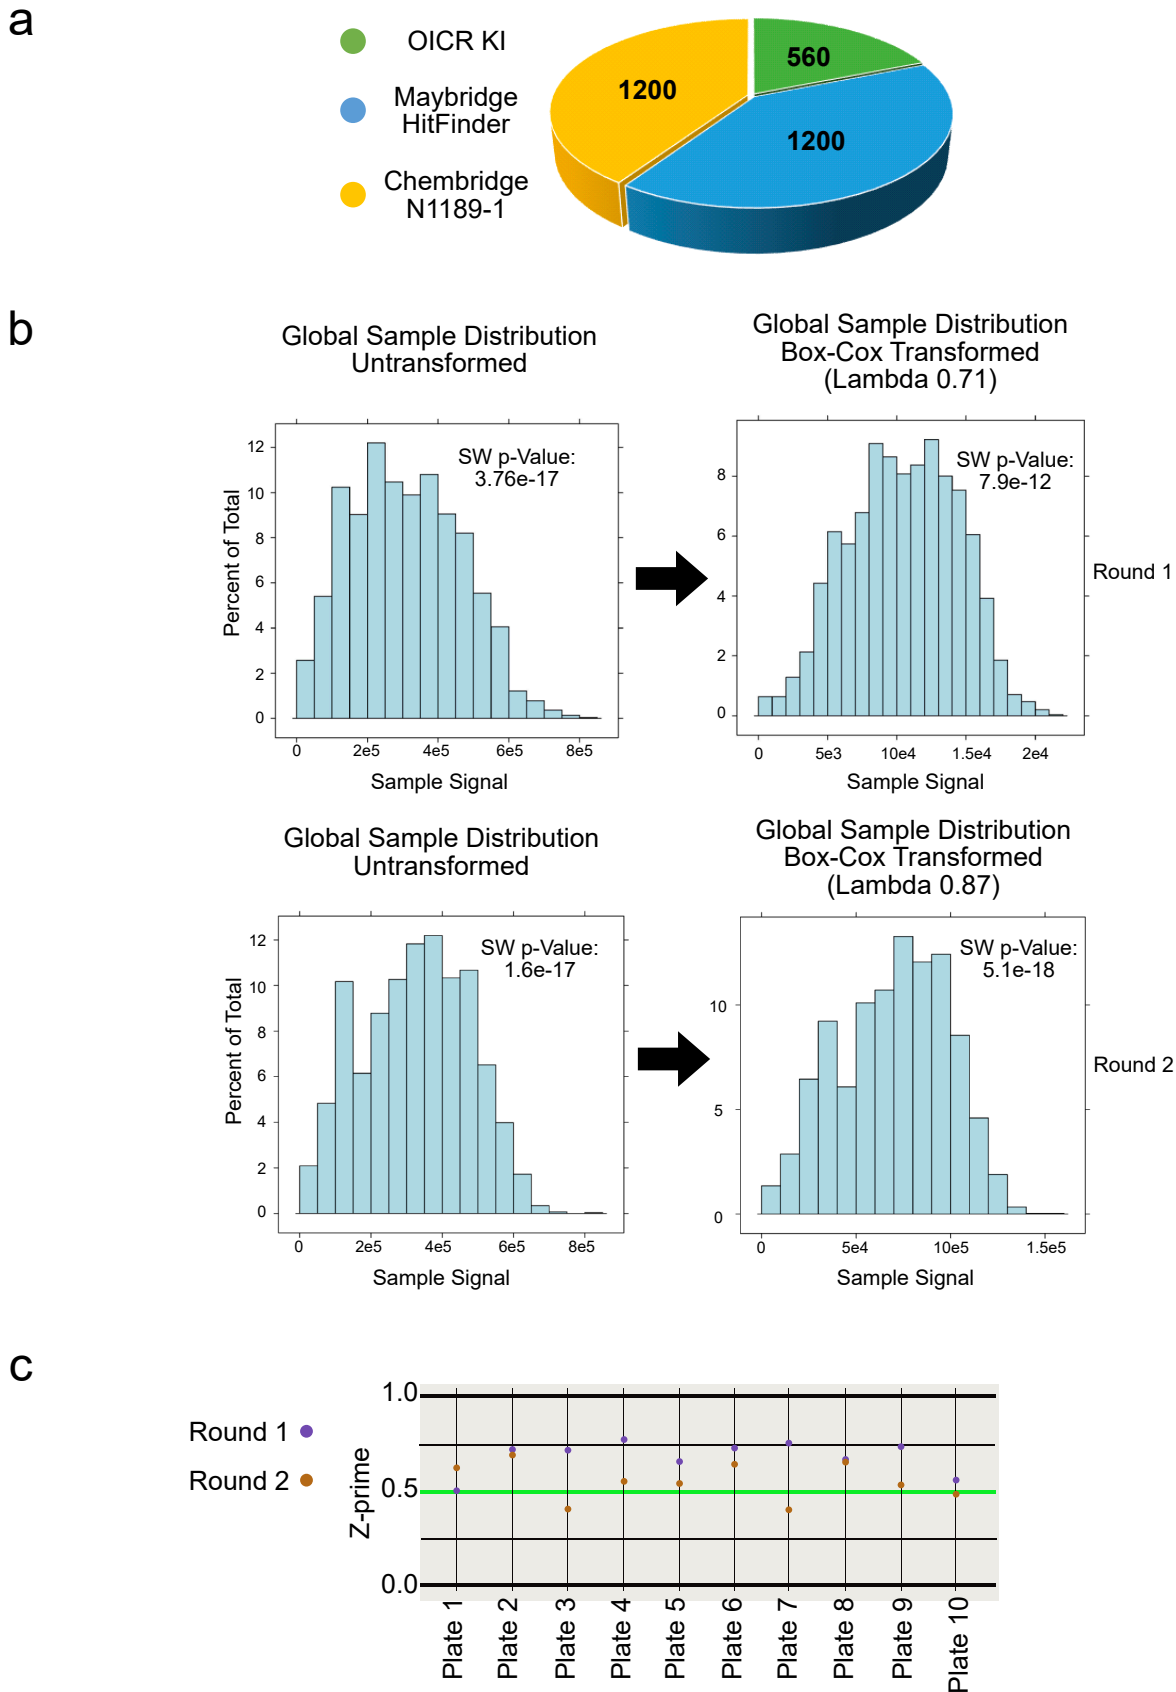 a
OICR KI
Maybridge
HitFinder
Chembridge
N1189-1
560
1200
1200
b
Global Sample Distribution
Untransformed
Global Sample Distribution
Box-Cox Transformed
(Lambda 0.71)
SW p-Value:
3.76e-17
12
10
8
6
4
2
0
Percent of Total
0 2e5 4e5 6e5 8e5
Sample Signal
SW p-Value:
7.9e-12
8
6
4
2
0
0 5e3 10e4 1.5e4 2e4
Sample Signal
Round 1
Global Sample Distribution
Untransformed
Global Sample Distribution
Box-Cox Transformed
(Lambda 0.87)
SW p-Value:
1.6e-17
12
10
8
6
4
2
0
Percent of Total
0 2e5 4e5 6e5 8e5
Sample Signal
SW p-Value:
5.1e-18
10
5
0
0 5e4 10e5 1.5e5
Sample Signal
Round 2
c
Round 1
Round 2
Z-prime
1.0
0.5
0.0
Plate 1
Plate 2
Plate 3
Plate 4
Plate 5
Plate 6
Plate 7
Plate 8
Plate 9
Plate 10